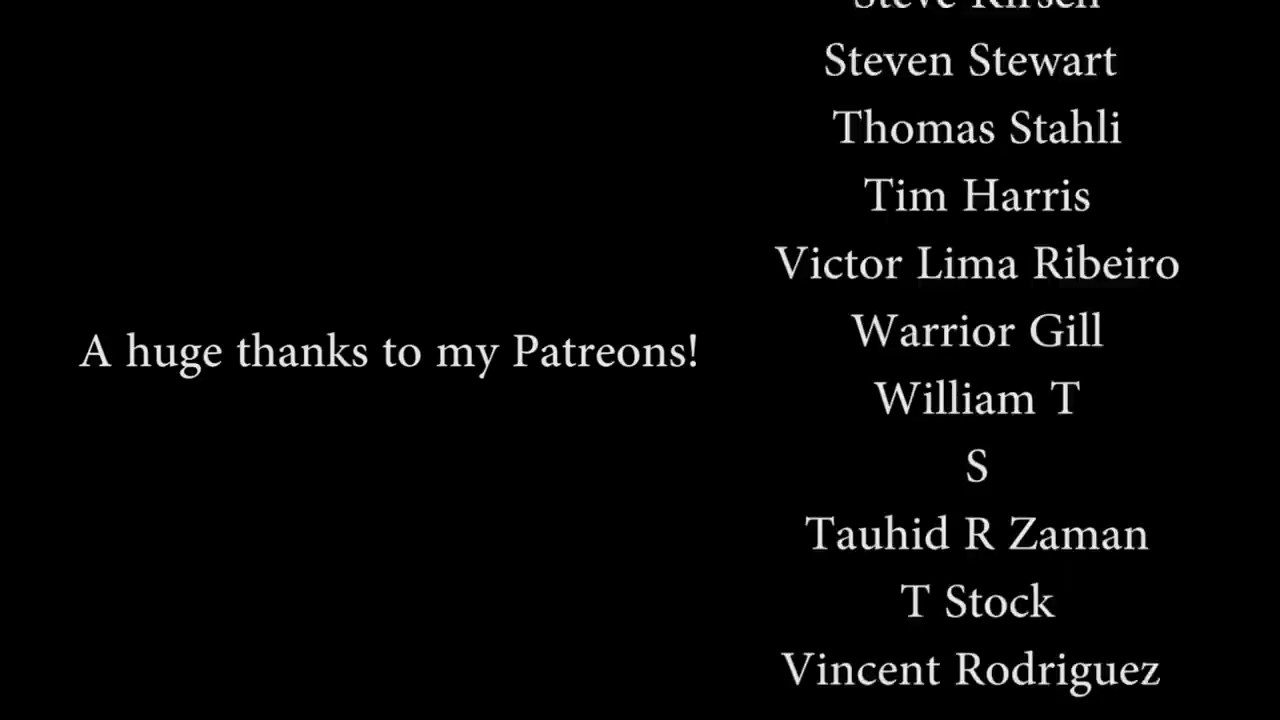 Steve Kirsch
Steven Stewart
Thomas Stahli
Tim Harris
Victor Lima Ribeiro
Warrior Gill
A huge thanks to my Patreons!
William T
S
Tauhid R Zaman
T Stock
Vincent Rodriguez